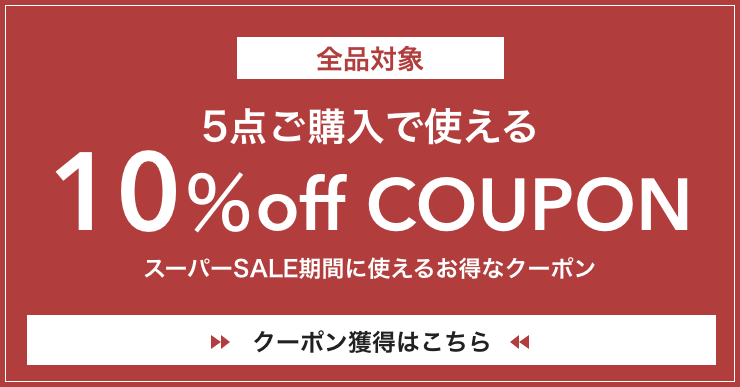 全品対象
5点ご購入で使える
10%off COUPON
スーパーSALE期間に使えるお得なクーポン
クーポン獲得はこちら